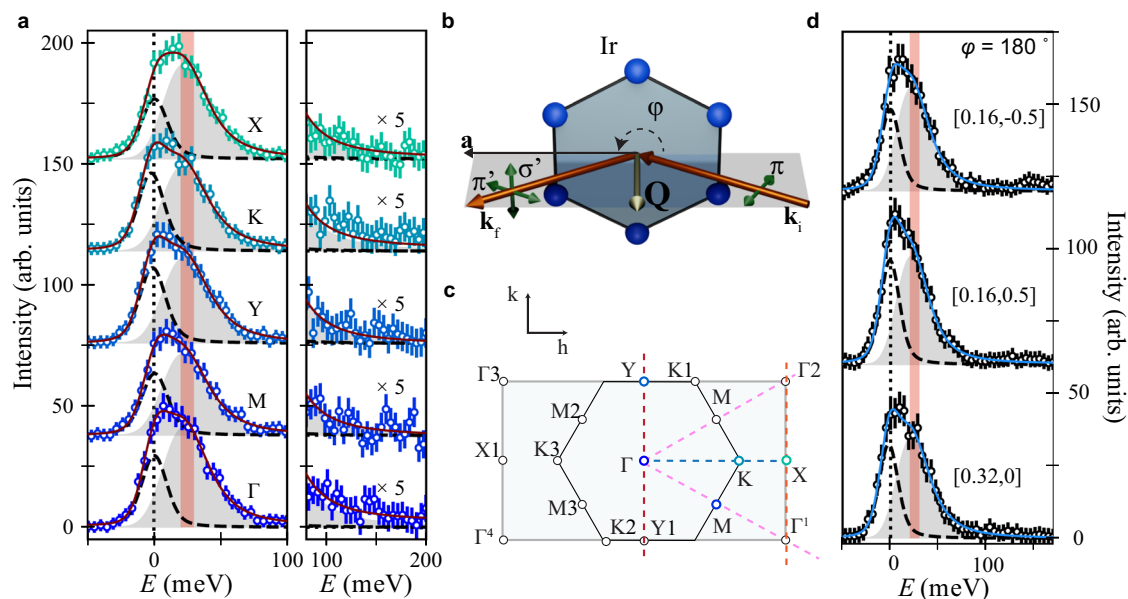 a
Intensity (arb. units)
200
150
100
50
0
X
K
Y
M
Γ
0
100
E (meV)
× 5
× 5
× 5
× 5
× 5
100
200
E (meV)
b
Ir
φ
a
π’
σ’
π
Q
k_f
k_i
c
k
h
Γ3
Y
K1
Γ2
M2
M
X1
K3
Γ
K
X
M3
M
Γ⁴
K2
Y1
Γ¹
d
φ = 180 °
[0.16,-0.5]
[0.16,0.5]
[0.32,0]
150
100
50
0
Intensity (arb. units)
0
100
E (meV)